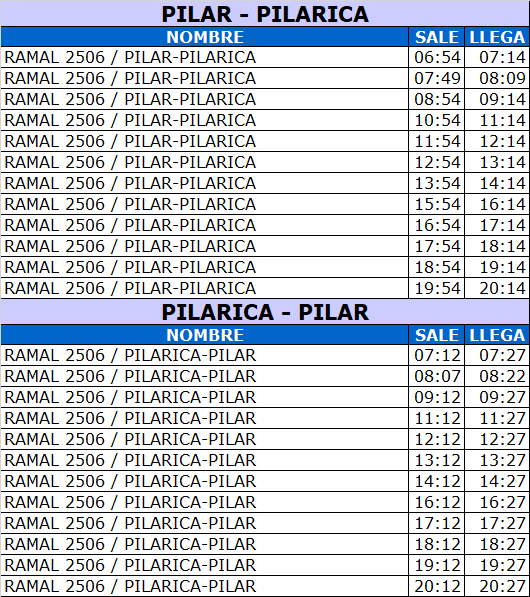 PILAR - PILARICA
NOMBRE SALE LLEGA
RAMAL 2506 / PILAR-PILARICA 06:54 07:14
RAMAL 2506 / PILAR-PILARICA 07:49 08:09
RAMAL 2506 / PILAR-PILARICA 08:54 09:14
RAMAL 2506 / PILAR-PILARICA 10:54 11:14
RAMAL 2506 / PILAR-PILARICA 11:54 12:14
RAMAL 2506 / PILAR-PILARICA 12:54 13:14
RAMAL 2506 / PILAR-PILARICA 13:54 14:14
RAMAL 2506 / PILAR-PILARICA 15:54 16:14
RAMAL 2506 / PILAR-PILARICA 16:54 17:14
RAMAL 2506 / PILAR-PILARICA 17:54 18:14
RAMAL 2506 / PILAR-PILARICA 18:54 19:14
RAMAL 2506 / PILAR-PILARICA 19:54 20:14
PILARICA - PILAR
NOMBRE SALE LLEGA
RAMAL 2506 / PILARICA-PILAR 07:12 07:27
RAMAL 2506 / PILARICA-PILAR 08:07 08:22
RAMAL 2506 / PILARICA-PILAR 09:12 09:27
RAMAL 2506 / PILARICA-PILAR 11:12 11:27
RAMAL 2506 / PILARICA-PILAR 12:12 12:27
RAMAL 2506 / PILARICA-PILAR 13:12 13:27
RAMAL 2506 / PILARICA-PILAR 14:12 14:27
RAMAL 2506 / PILARICA-PILAR 16:12 16:27
RAMAL 2506 / PILARICA-PILAR 17:12 17:27
RAMAL 2506 / PILARICA-PILAR 18:12 18:27
RAMAL 2506 / PILARICA-PILAR 19:12 19:27
RAMAL 2506 / PILARICA-PILAR 20:12 20:27